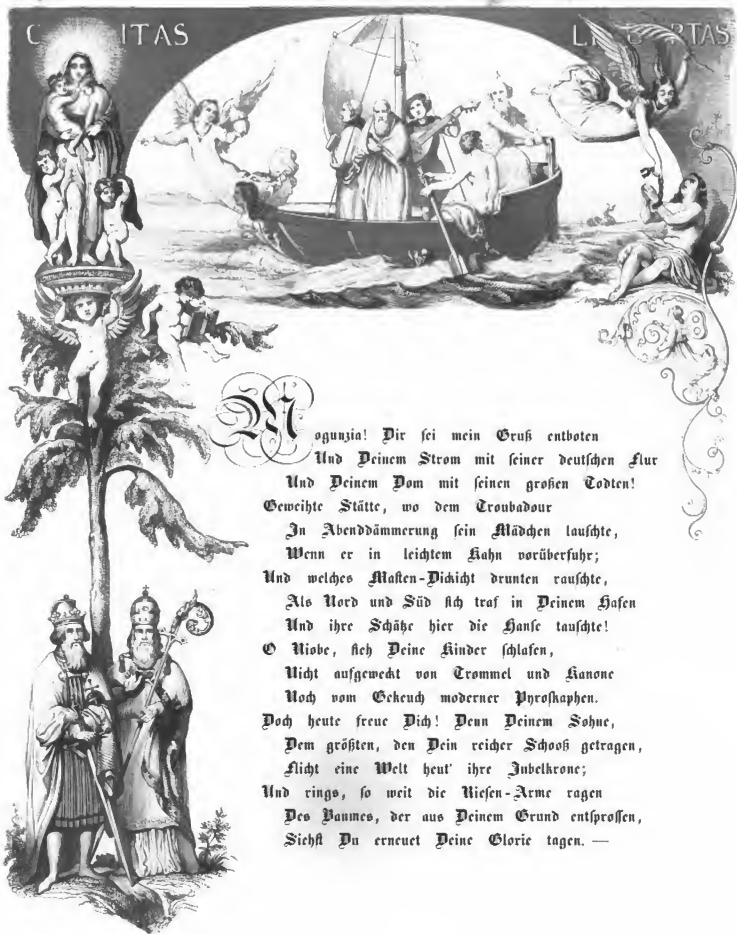 C ITAS
LI RTAS
Mogunzia! Dir sei mein Gruß entboten
Und Deinem Strom mit seiner deutschen Flur
Und Deinem Dom mit seinen großen Todten!
Geweihte Stätte, wo dem Troubadour
In Abenddämmerung sein Mädchen lauschte,
Wenn er in leichtem Kahn vorüberfuhr;
Und welches Masten-Dickicht drunten rauschte,
Als Nord und Süd sich traf in Deinem Hafen
Und ihre Schätze hier die Hanse tauschte!
O Niobe, sieh Deine Kinder schlafen,
Nicht aufgeweckt von Trommel und Kanone
Noch vom Gekeuch moderner Pyroskaphen.
Doch heute freue Dich! Denn Deinem Sohne,
Dem größten, den Dein reicher Schooß getragen,
Flicht eine Welt heut' ihre Jubelkrone;
Und rings, so weit die Riesen-Arme ragen
Des Baumes, der aus Deinem Grund entsprossen,
Siehst Du erneuet Deine Glorie tagen. —